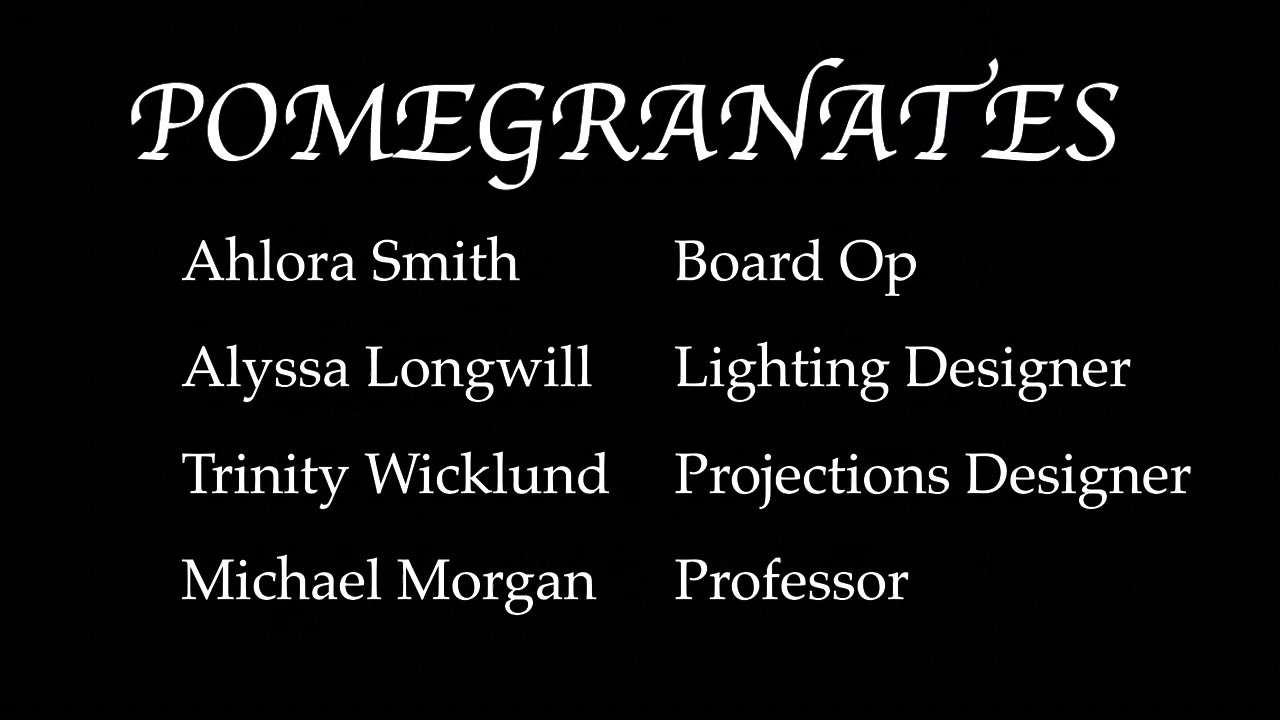 POMEGRANATES
Ahlora Smith Board Op
Alyssa Longwill Lighting Designer
Trinity Wicklund Projections Designer
Michael Morgan Professor